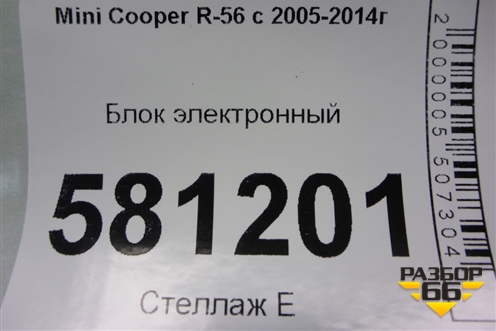 Mini Cooper R-56 с 2005-2014г
Блок электронный
581201
Стеллаж Е
2000005507304
РАЗБОР
66